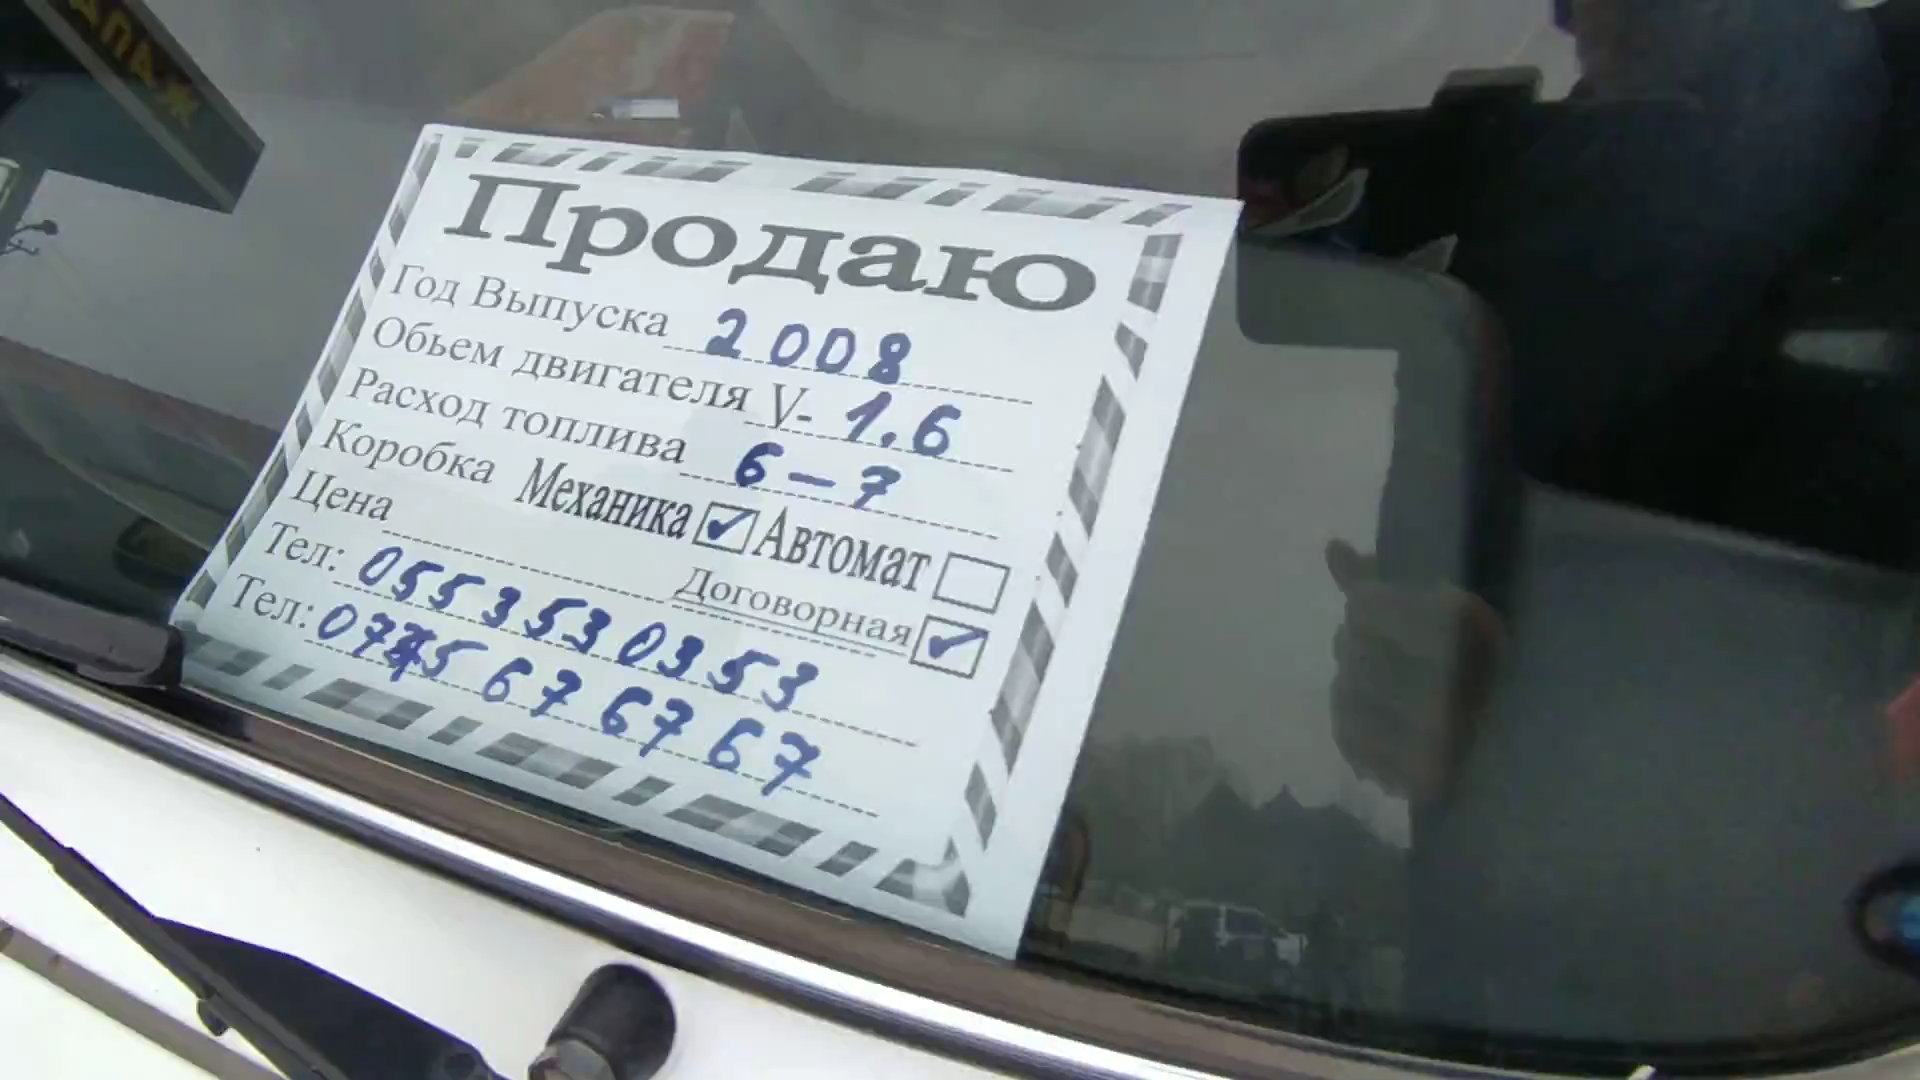 Продаю
Год Выпуска 2008
Обьем двигателя V- 1.6
Расход топлива 6-7
Коробка Механика ✓ Автомат
Цена
Договорная ✓
Тел: 0553530353
Тел: 0775676767